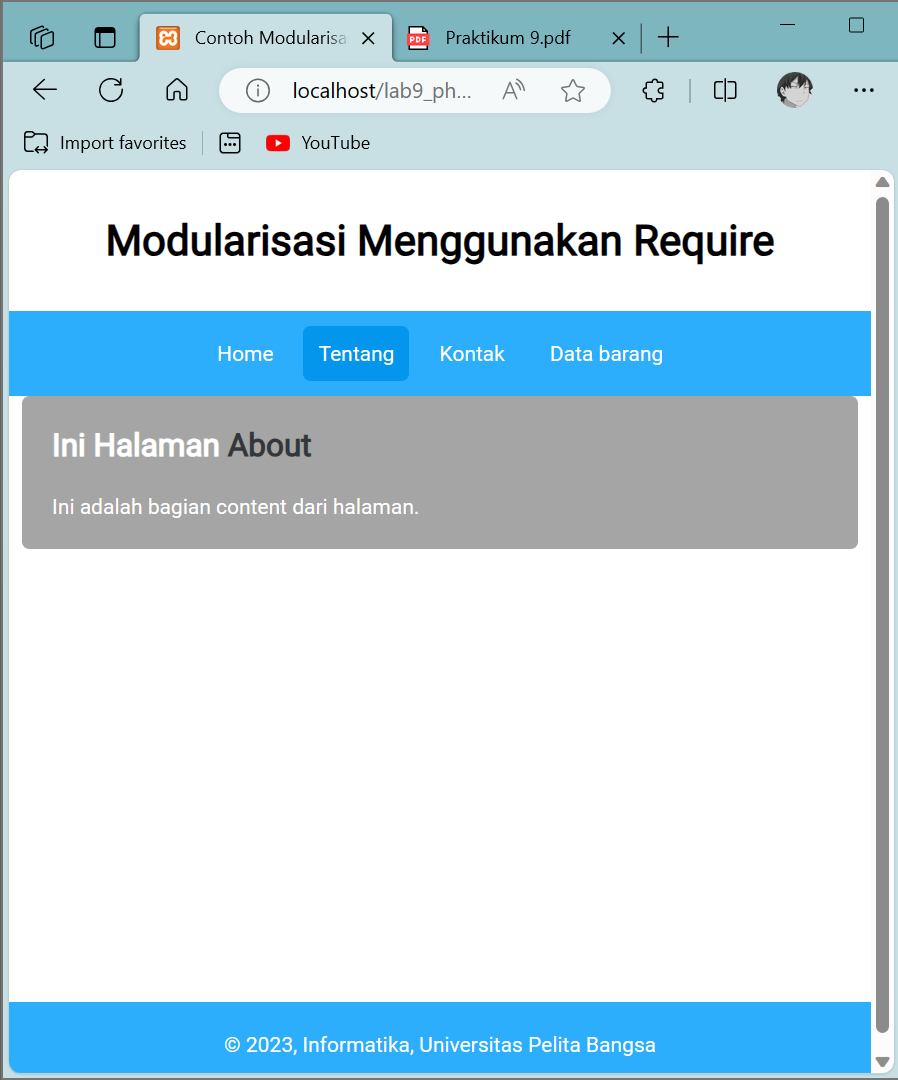 Contoh Modularisa
Praktikum 9.pdf
localhost/lab9_ph...
Import favorites
YouTube
Modularisasi Menggunakan Require
Home Tentang Kontak Data barang
Ini Halaman About
Ini adalah bagian content dari halaman.
© 2023, Informatika, Universitas Pelita Bangsa